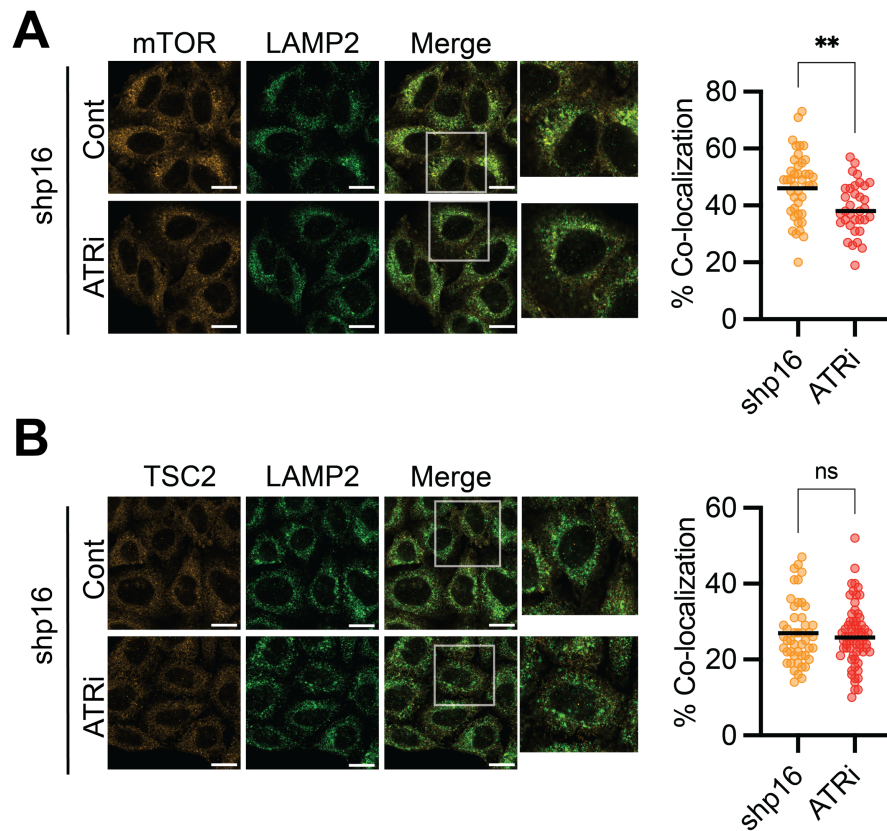 A
mTOR LAMP2 Merge
shp16
Cont
ATRi
**
% Co-localization
80
60
40
20
0
shp16
ATRi
B
TSC2 LAMP2 Merge
shp16
Cont
ATRi
ns
% Co-localization
60
40
20
0
shp16
ATRi